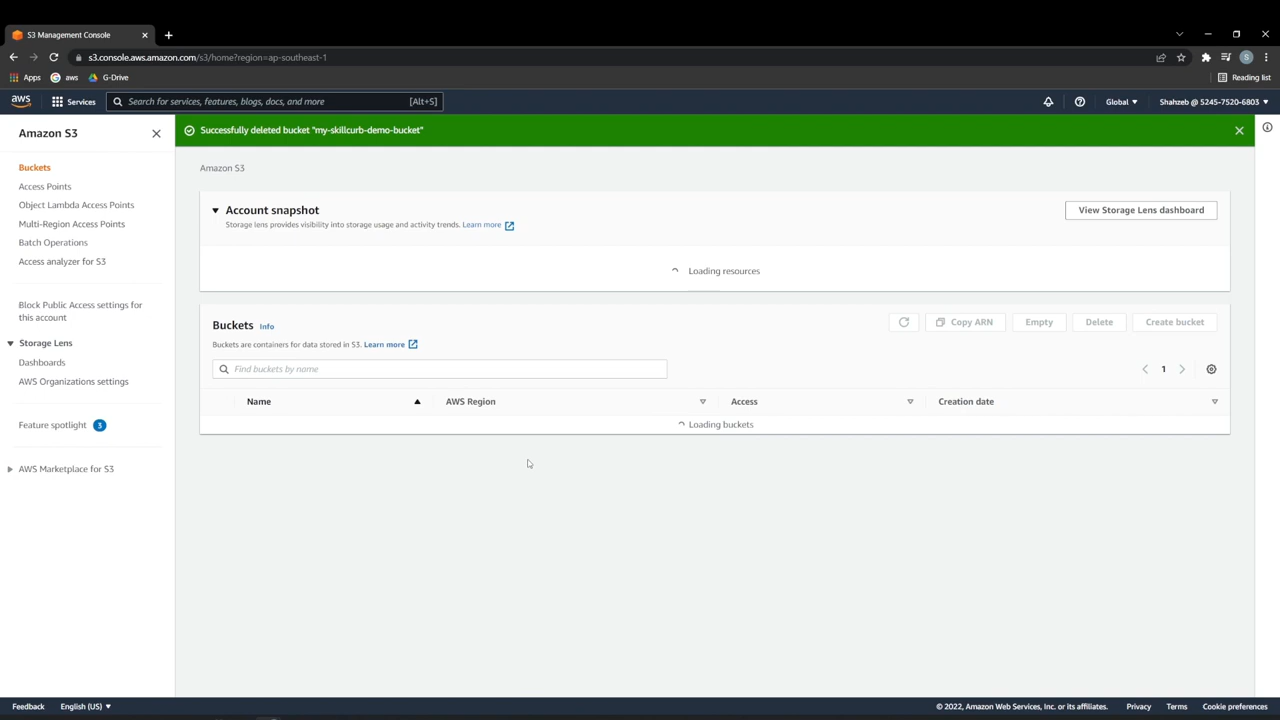 S3 Management Console
s3.console.aws.amazon.com/s3/home?region=ap-southeast-1
Apps aws G-Drive Reading list
aws Services Search for services, features, blogs, docs, and more [Alt+S] Global Shahzeb @ 5245-7520-6803
Amazon S3
Successfully deleted bucket "my-skillcurb-demo-bucket"
Buckets
Access Points
Object Lambda Access Points
Multi-Region Access Points
Batch Operations
Access analyzer for S3
Block Public Access settings for
this account
Storage Lens
Dashboards
AWS Organizations settings
Feature spotlight 3
AWS Marketplace for S3
Amazon S3
Account snapshot View Storage Lens dashboard
Storage lens provides visibility into storage usage and activity trends. Learn more
Loading resources
Buckets Info Copy ARN Empty Delete Create bucket
Buckets are containers for data stored in S3. Learn more
Find buckets by name 1
Name AWS Region Access Creation date
Loading buckets
Feedback English (US) © 2022, Amazon Web Services, Inc. or its affiliates. Privacy Terms Cookie preferences